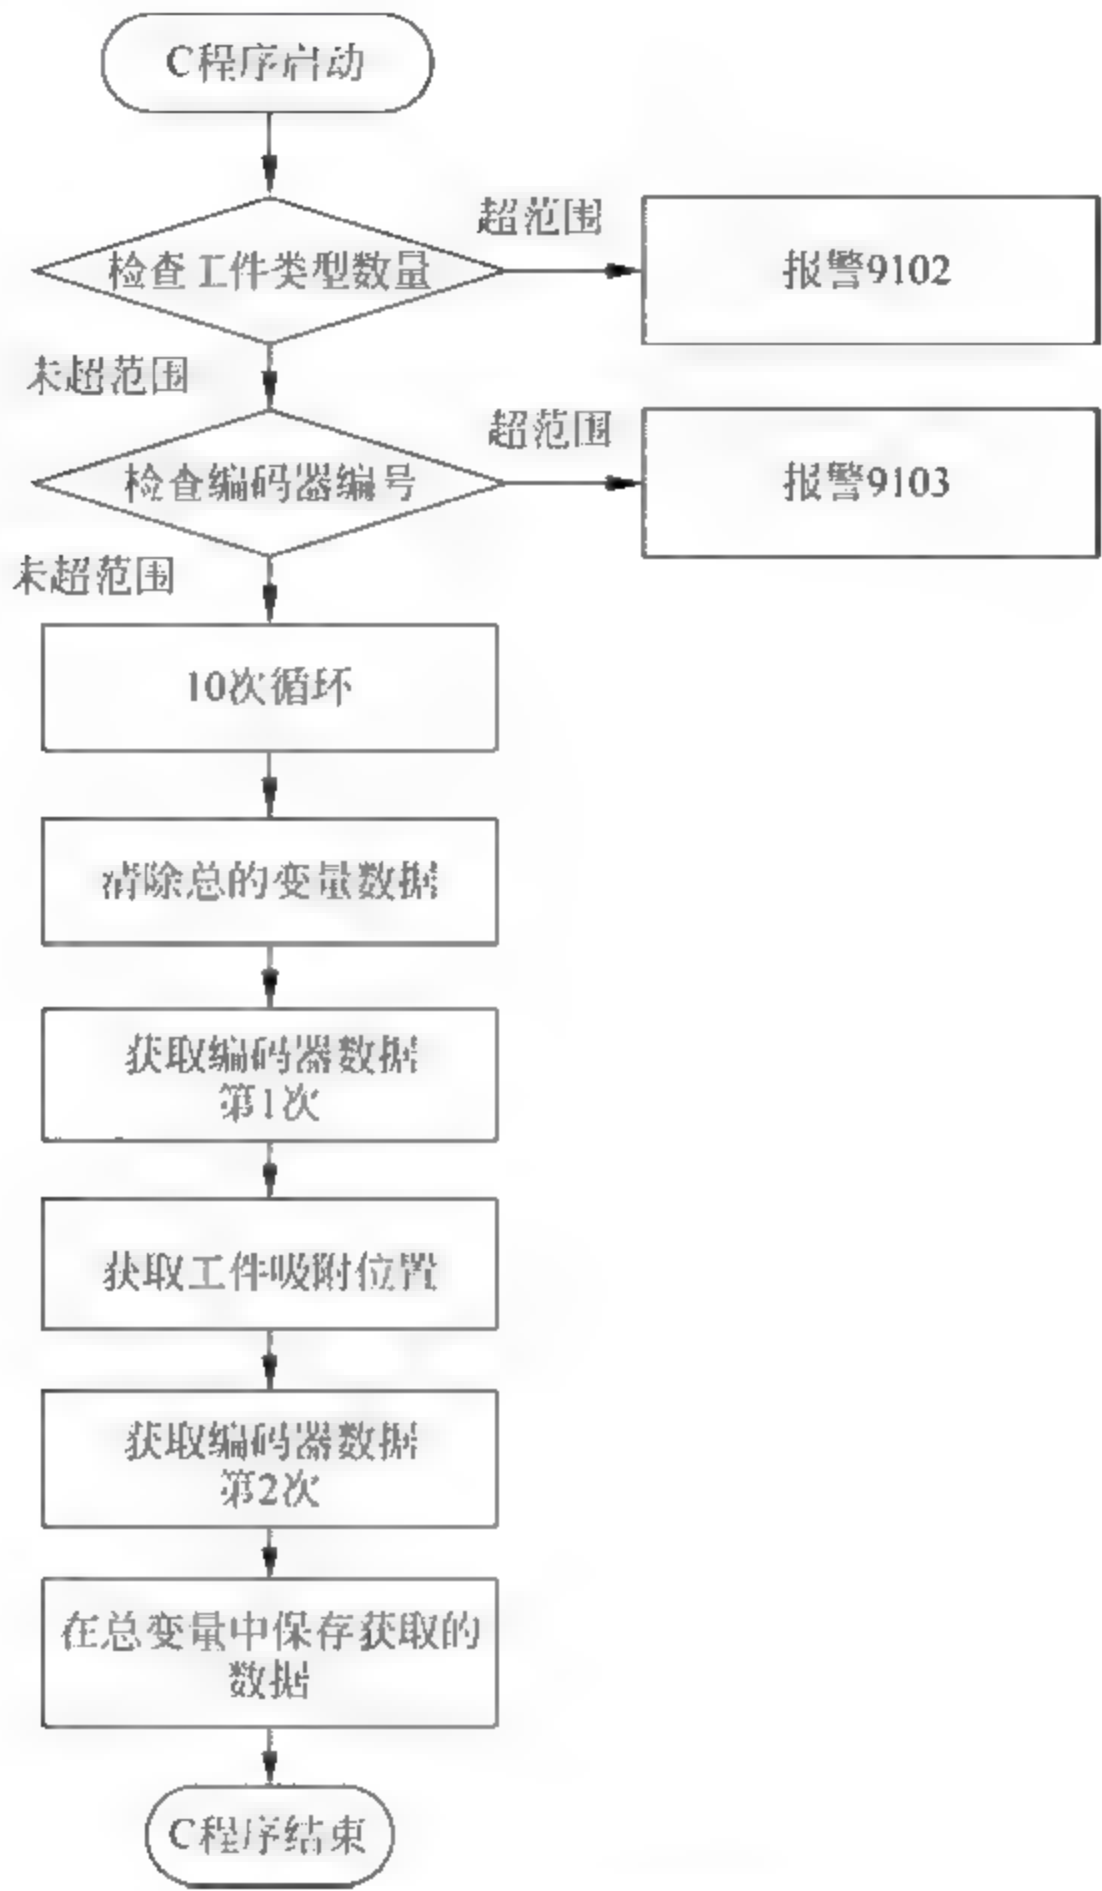 C程序启动
超范围
检查工件类型数量
报警9102
未超范围
超范围
检查编码器编号
报警9103
未超范围
10次循环
清除总的变量数据
获取编码器数据
第1次
获取工件吸附位置
获取编码器数据
第2次
在总变量中保存获取的
数据
C程序结束